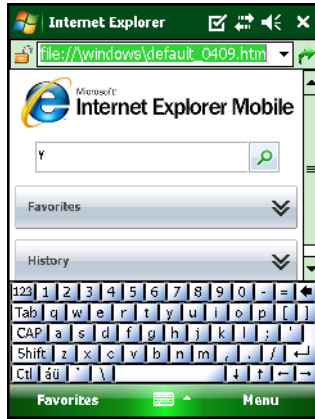 Internet Explorer
file://windows\default_0409.htm
Microsoft
Internet Explorer Mobile
Y
Favorites
History
123 1 2 3 4 5 6 7 8 9 0 - =
Tab q w e r t y u i o p [ ]
CAP a s d f g h j k l ; '
Shift z x c v b n m , . /
Ctl áü ` \
Favorites Menu